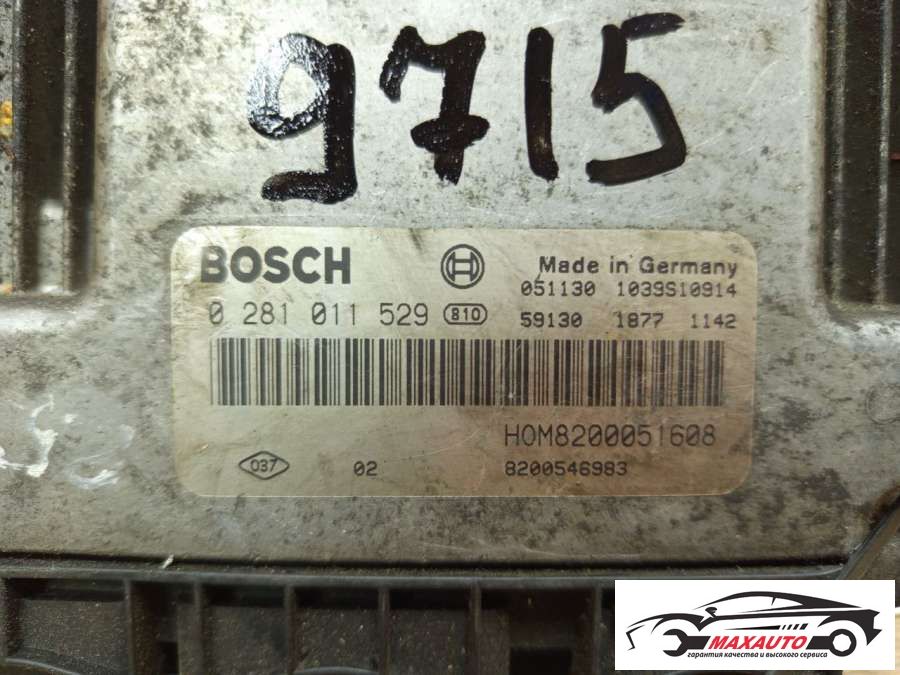 9715
BOSCH
Made in Germany
051130 1039S10914
0 281 011 529 810 59130 1877 1142
HOM8200051608
037 02 8200546983
MAXAUTO
гарантия качества и высокого сервиса